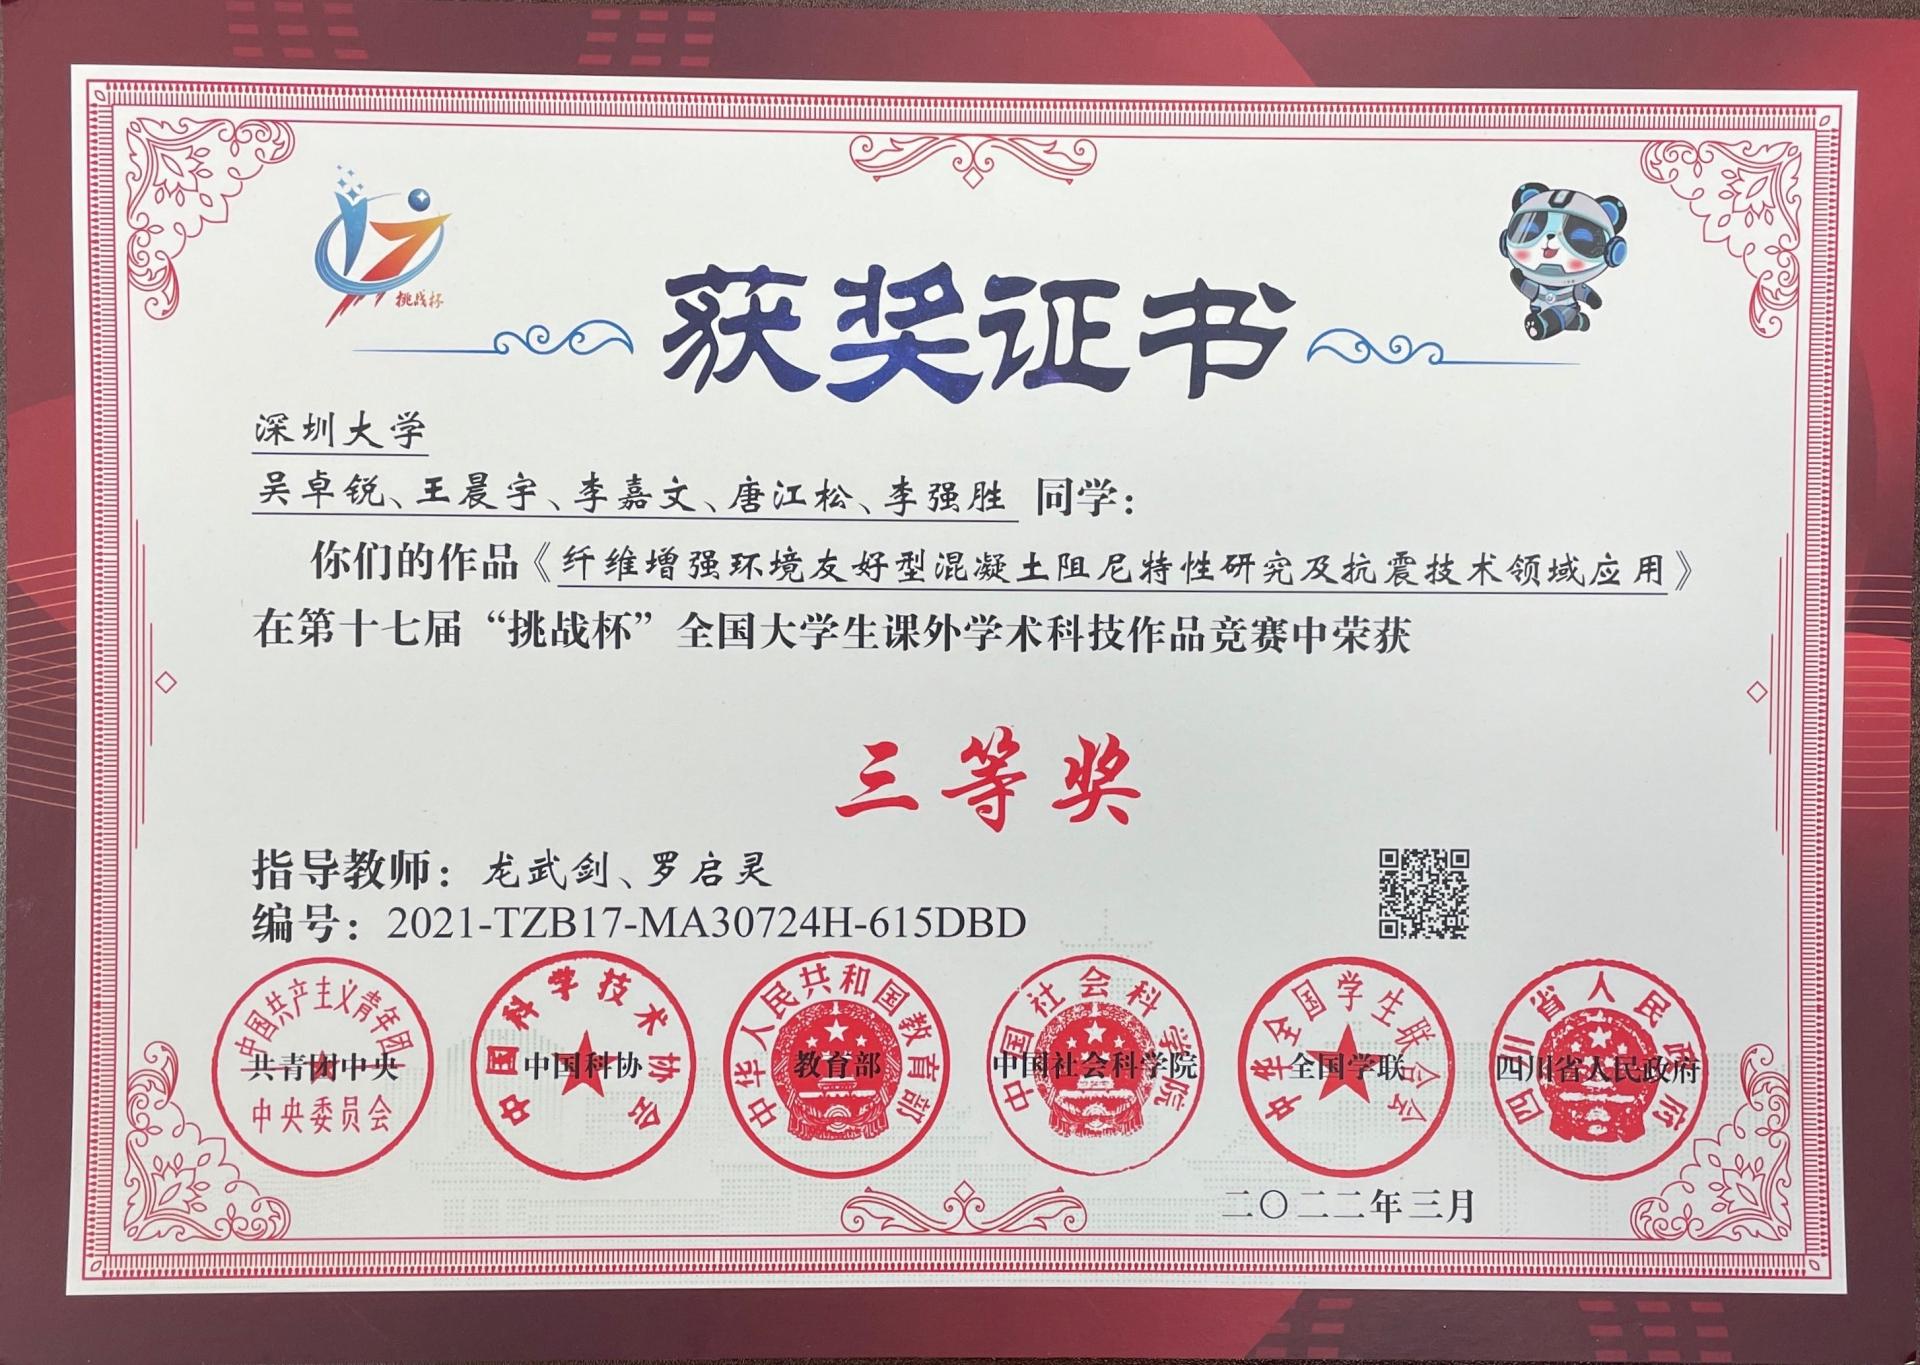 挑战杯
获奖证书
深圳大学
吴卓锐、王晨宇、李嘉文、唐江松、李强胜 同学：
你们的作品《纤维增强环境友好型混凝土阻尼特性研究及抗震技术领域应用》
在第十七届“挑战杯”全国大学生课外学术科技作品竞赛中荣获
三等奖
指导教师：龙武剑、罗启灵
编号：2021-TZB17-MA30724H-615DBD
中国共产主义青年团
中央委员会
共青团中央
中国科学技术协会
中国科协
中华人民共和国教育部
教育部
中国社会科学院
中国社会科学院
中华全国学生联合会
全国学联
四川省人民政府
四川省人民政府
二〇二二年三月